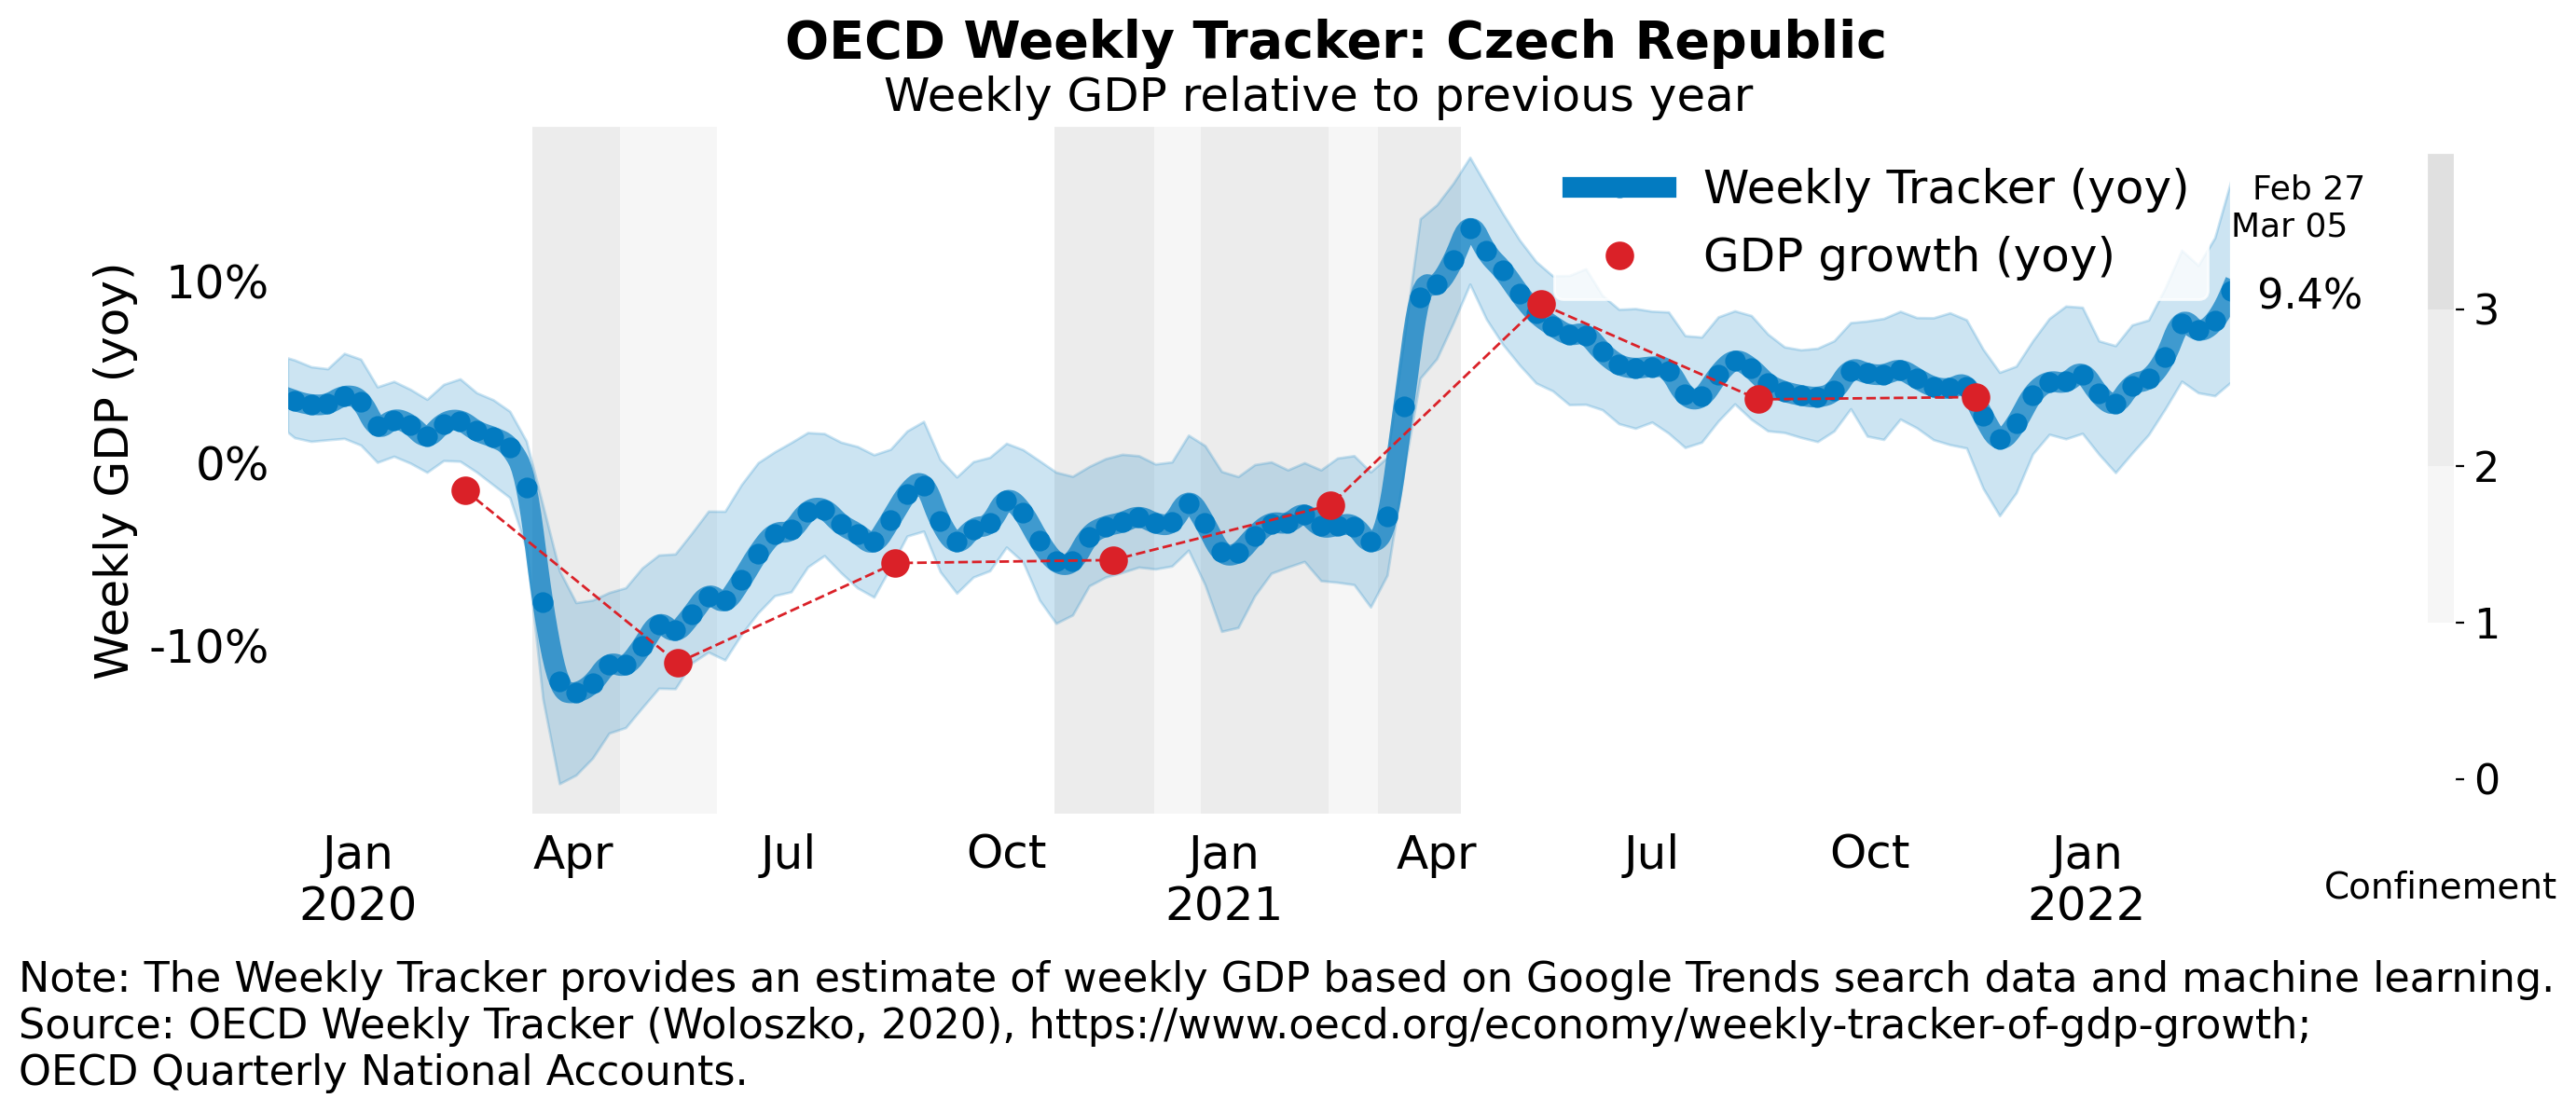 OECD Weekly Tracker: Czech Republic
Weekly GDP relative to previous year
Weekly Tracker (yoy)
GDP growth (yoy)
Feb 27
Mar 05
9.4%
Weekly GDP (yoy)
10%
0%
-10%
3
2
1
0
Jan Apr Jul Oct Jan Apr Jul Oct Jan
2020 2021 2022
Confinement
Note: The Weekly Tracker provides an estimate of weekly GDP based on Google Trends search data and machine learning.
Source: OECD Weekly Tracker (Woloszko, 2020), https://www.oecd.org/economy/weekly-tracker-of-gdp-growth;
OECD Quarterly National Accounts.